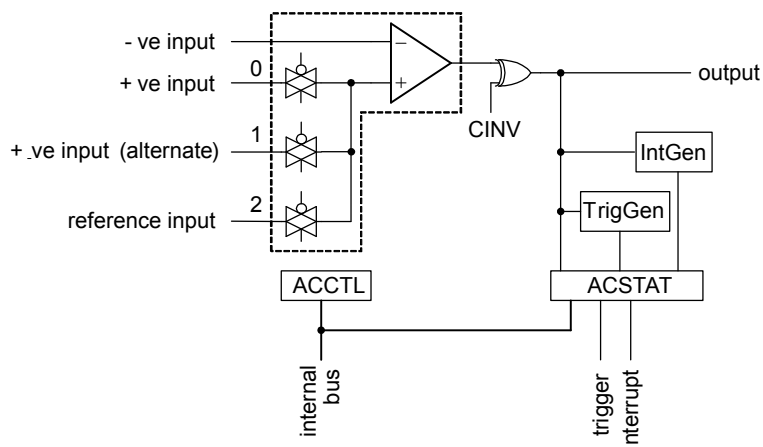 - ve input
+ ve input
0
−
+
output
CINV
+ ve input (alternate)
1
IntGen
reference input
2
TrigGen
ACCTL
ACSTAT
internal
bus
trigger
nterrupt